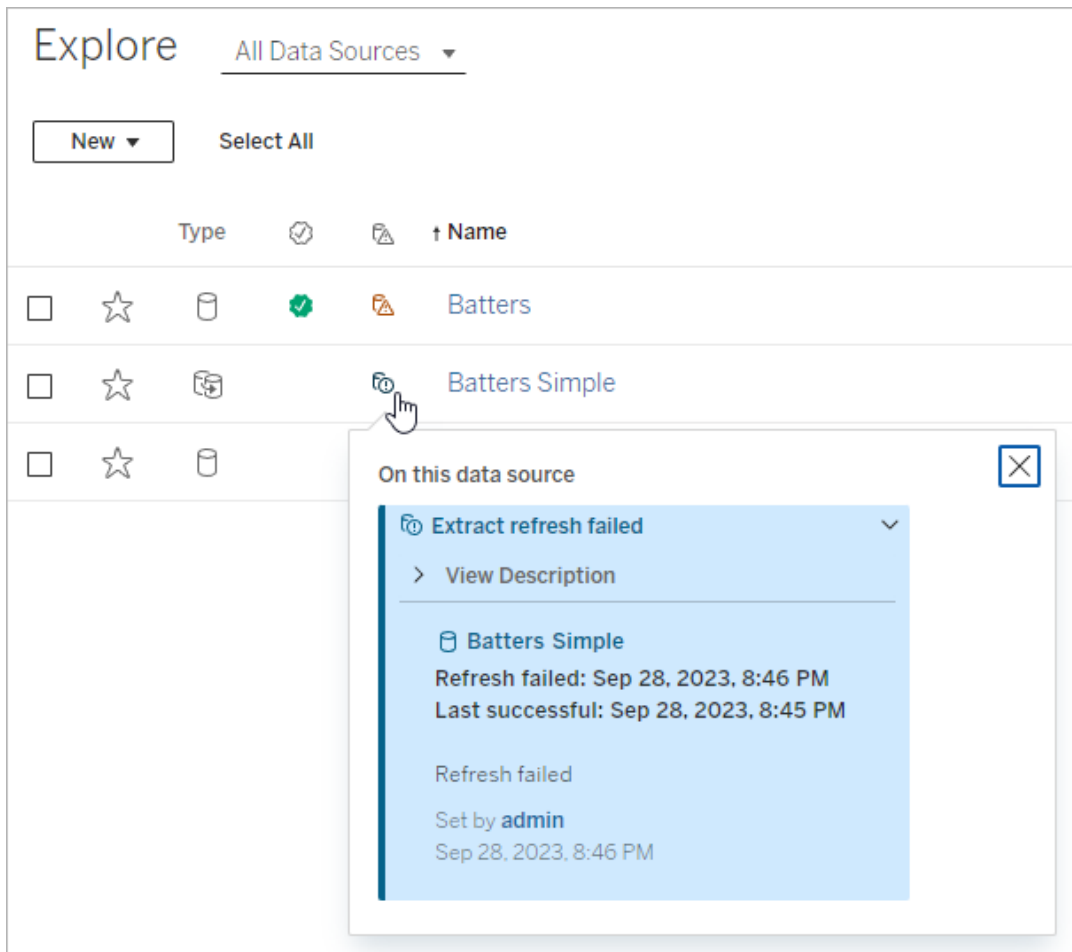 Explore All Data Sources
New Select All
Type Name
Batters
Batters Simple
On this data source
Extract refresh failed
View Description
Batters Simple
Refresh failed: Sep 28, 2023, 8:46 PM
Last successful: Sep 28, 2023, 8:45 PM
Refresh failed
Set by admin
Sep 28, 2023, 8:46 PM